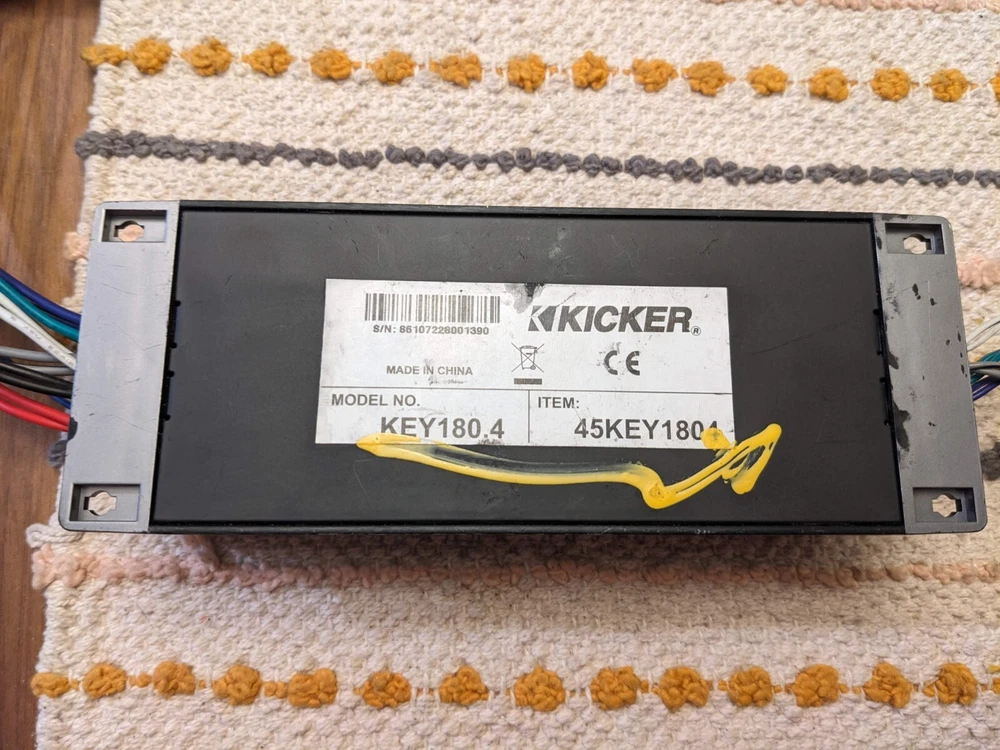 S/N: 86107228001390
KICKER®
MADE IN CHINA
CE
MODEL NO.
KEY180.4
ITEM:
45KEY1804